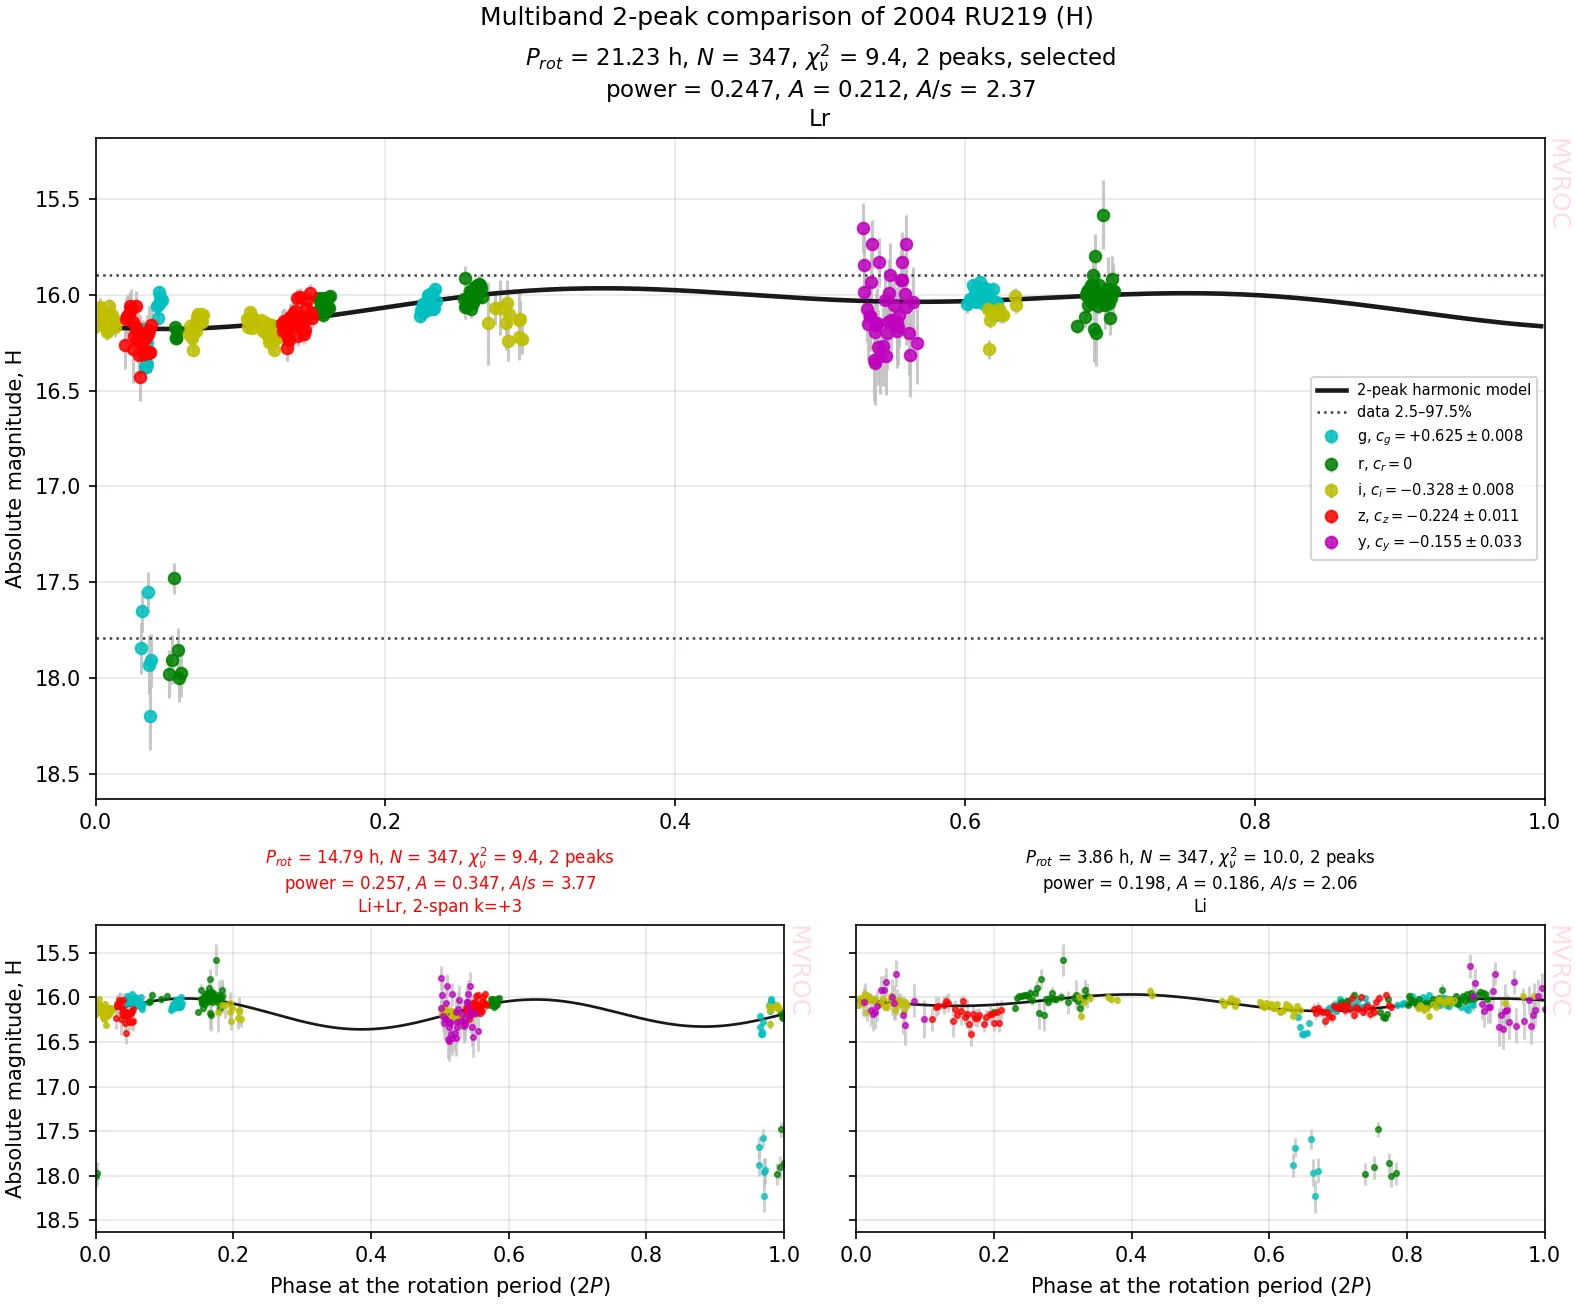 Multiband 2-peak comparison of 2004 RU219 (H)
P_rot = 21.23 h, N = 347, χ²_ν = 9.4, 2 peaks, selected
power = 0.247, A = 0.212, A/s = 2.37
Lr
MVROC
Absolute magnitude, H
15.5
16.0
16.5
17.0
17.5
18.0
18.5
2-peak harmonic model
data 2.5–97.5%
g, c_g = +0.625 ± 0.008
r, c_r = 0
i, c_i = −0.328 ± 0.008
z, c_z = −0.224 ± 0.011
y, c_y = −0.155 ± 0.033
0.0 0.2 0.4 0.6 0.8 1.0
P_rot = 14.79 h, N = 347, χ²_ν = 9.4, 2 peaks
power = 0.257, A = 0.347, A/s = 3.77
Li+Lr, 2-span k=+3
MVROC
Absolute magnitude, H
15.5
16.0
16.5
17.0
17.5
18.0
18.5
0.0 0.2 0.4 0.6 0.8 1.0
Phase at the rotation period (2P)
P_rot = 3.86 h, N = 347, χ²_ν = 10.0, 2 peaks
power = 0.198, A = 0.186, A/s = 2.06
Li
MVROC
0.0 0.2 0.4 0.6 0.8 1.0
Phase at the rotation period (2P)